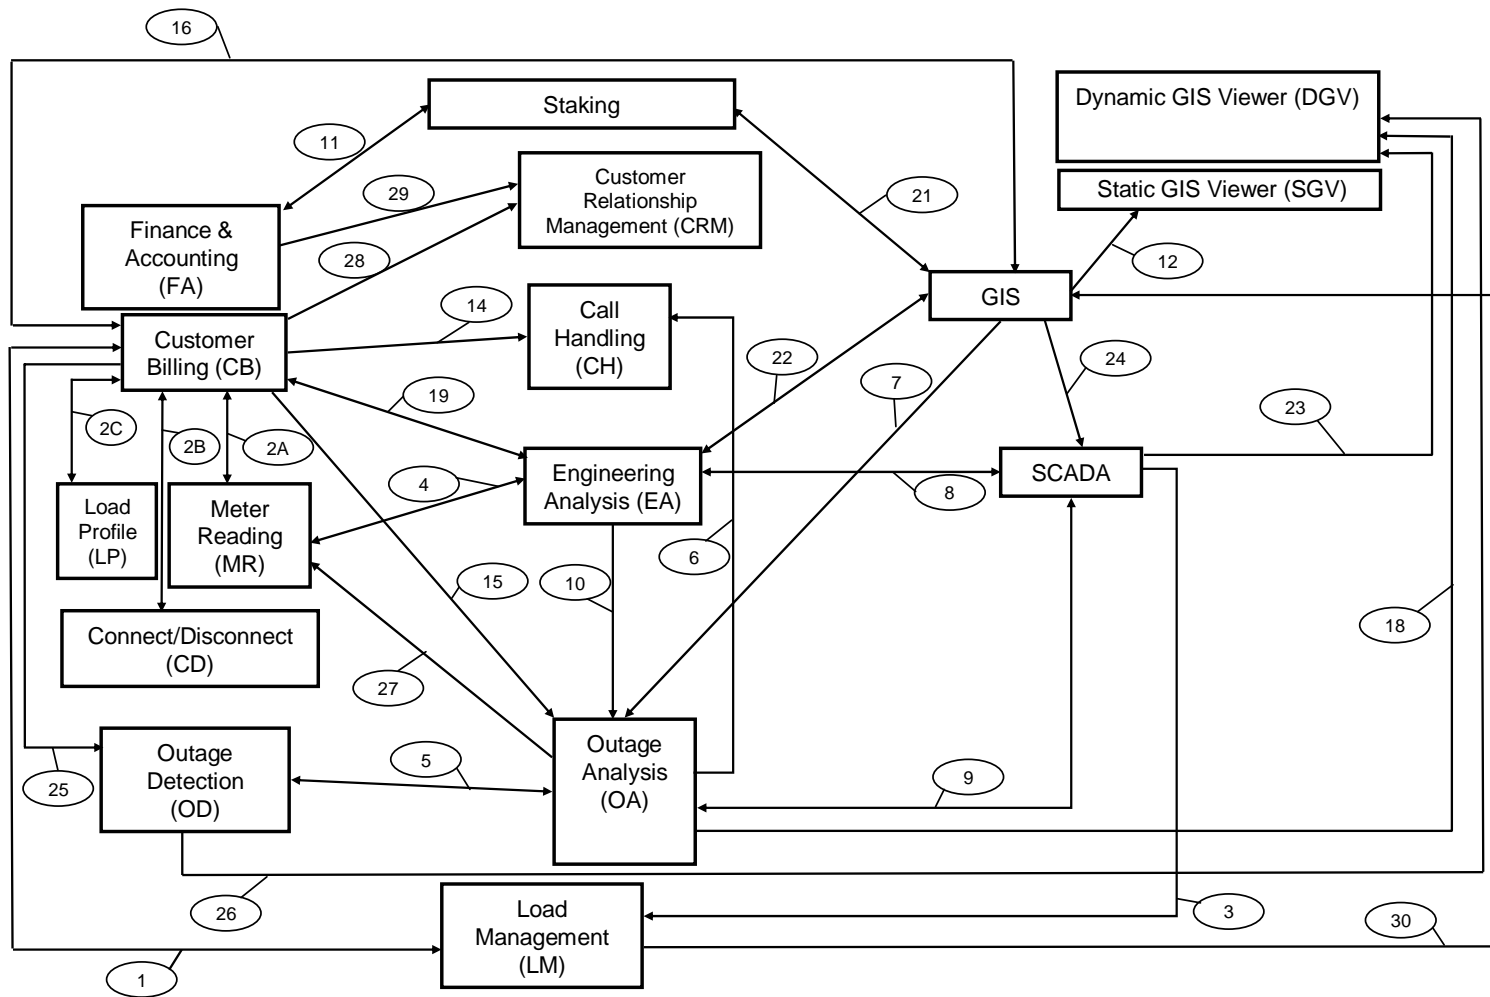 16
Staking
Dynamic GIS Viewer (DGV)
11
29
Customer
Relationship
Management (CRM)
Static GIS Viewer (SGV)
21
Finance &
Accounting
(FA)
28
12
GIS
14
Call
Handling
(CH)
Customer
Billing (CB)
22
7
24
19
23
2C
2B
2A
Engineering
Analysis (EA)
SCADA
4
8
Load
Profile
(LP)
Meter
Reading
(MR)
6
15
10
18
Connect/Disconnect
(CD)
27
Outage
Detection
(OD)
Outage
Analysis
(OA)
5
9
25
26
Load
Management
(LM)
3
30
1